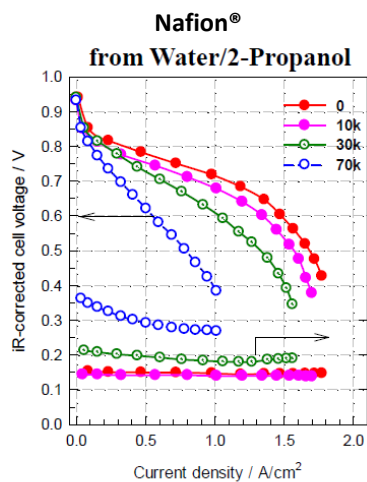 Nafion®
from Water/2-Propanol
1.0
0.9
0.8
0.7
0.6
0.5
0.4
0.3
0.2
0.1
0.0
iR-corrected cell voltage / V
0
10k
30k
70k
0.0 0.5 1.0 1.5 2.0
Current density / A/cm²